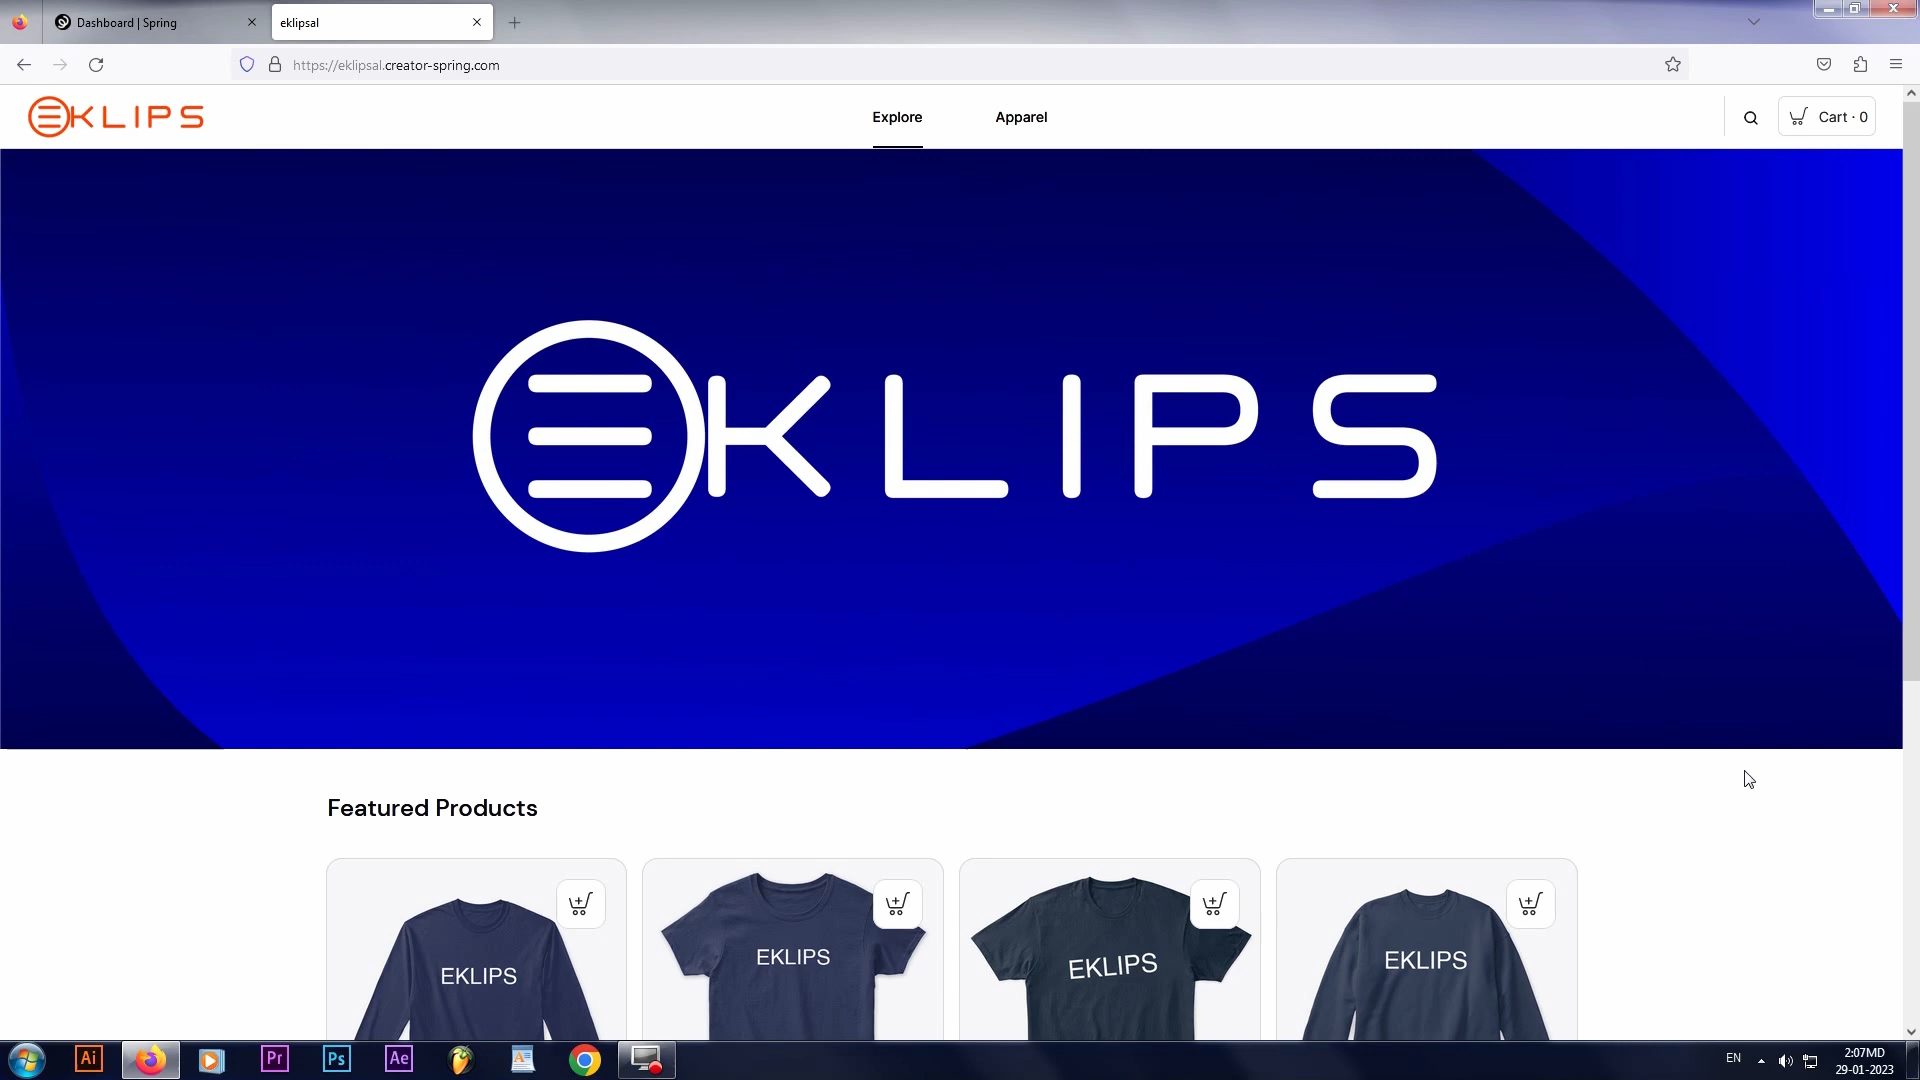 Dashboard | Spring
eklipsal
https://eklipsal.creator-spring.com
EKLIPS
Explore
Apparel
Cart · 0
EKLIPS
Featured Products
EKLIPS
EKLIPS
EKLIPS
EKLIPS
Ai
Pr
Ps
Ae
EN
2:07MD
29-01-2023